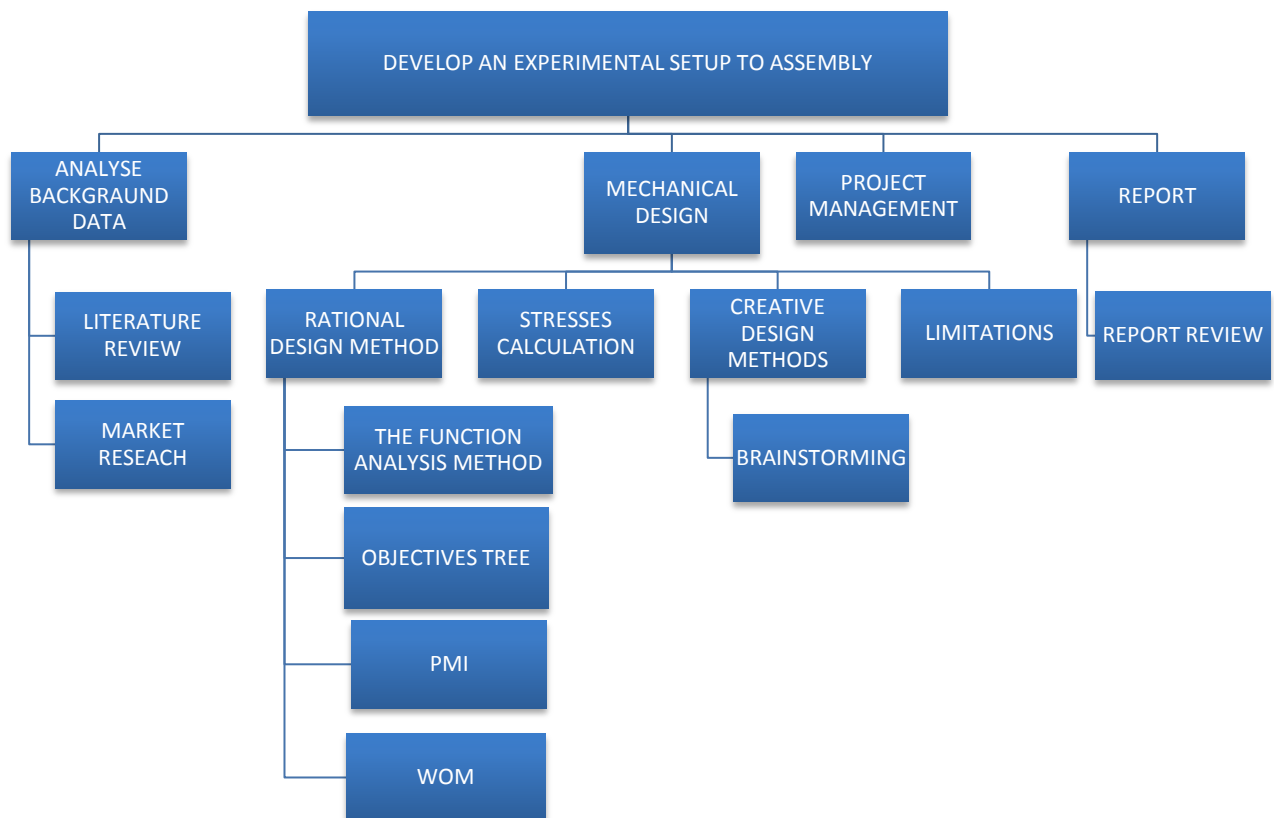 DEVELOP AN EXPERIMENTAL SETUP TO ASSEMBLY
ANALYSE
BACKGRAUND
DATA
MECHANICAL
DESIGN
PROJECT
MANAGEMENT
REPORT
LITERATURE
REVIEW
MARKET
RESEACH
RATIONAL
DESIGN METHOD
STRESSES
CALCULATION
CREATIVE
DESIGN
METHODS
LIMITATIONS
REPORT REVIEW
THE FUNCTION
ANALYSIS METHOD
OBJECTIVES TREE
PMI
WOM
BRAINSTORMING